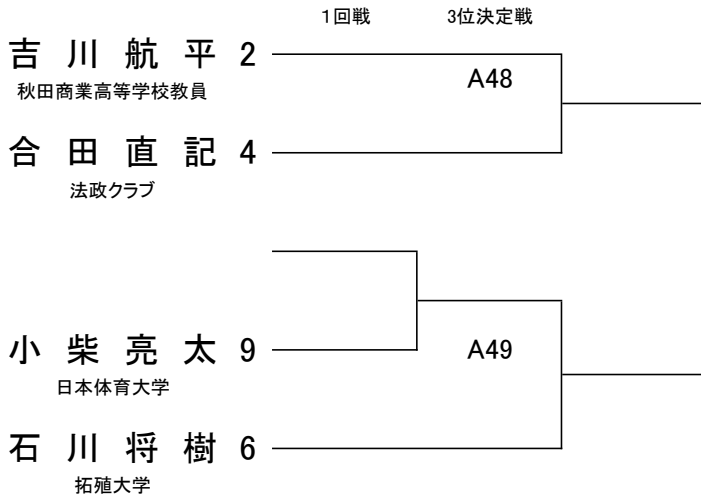 1回戦 3位決定戦
吉川航平 2
秋田商業高等学校教員
A48
合田直記 4
法政クラブ
小柴亮太 9
A49
日本体育大学
石川将樹 6
拓殖大学